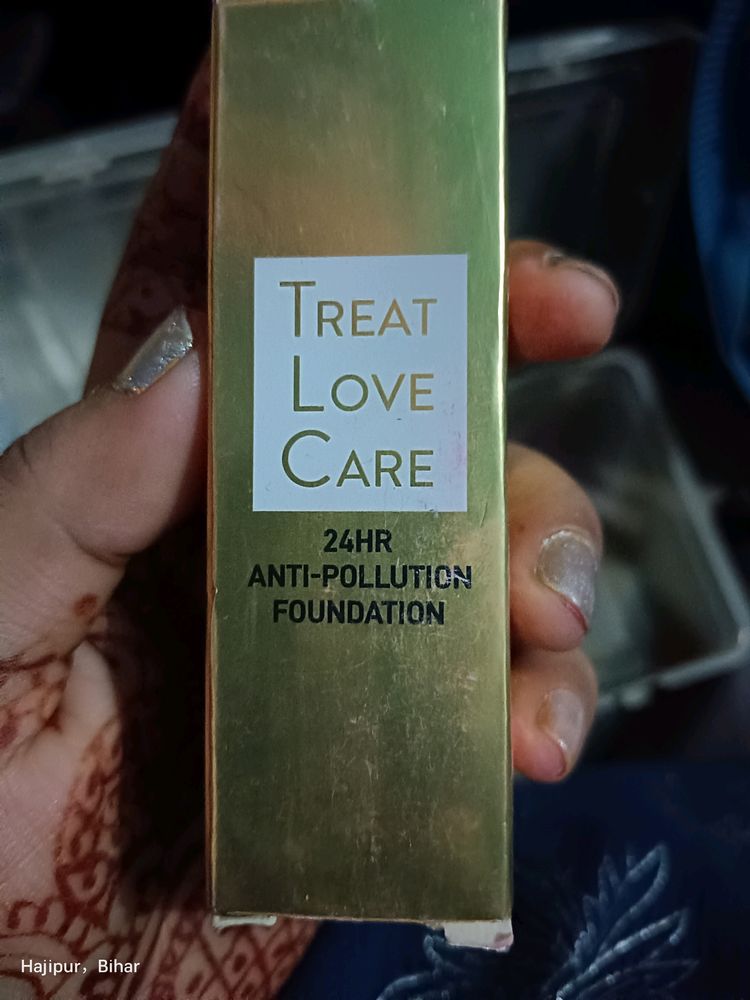 TREAT
LOVE
CARE
24HR
ANTI-POLLUTION
FOUNDATION
Hajipur, Bihar